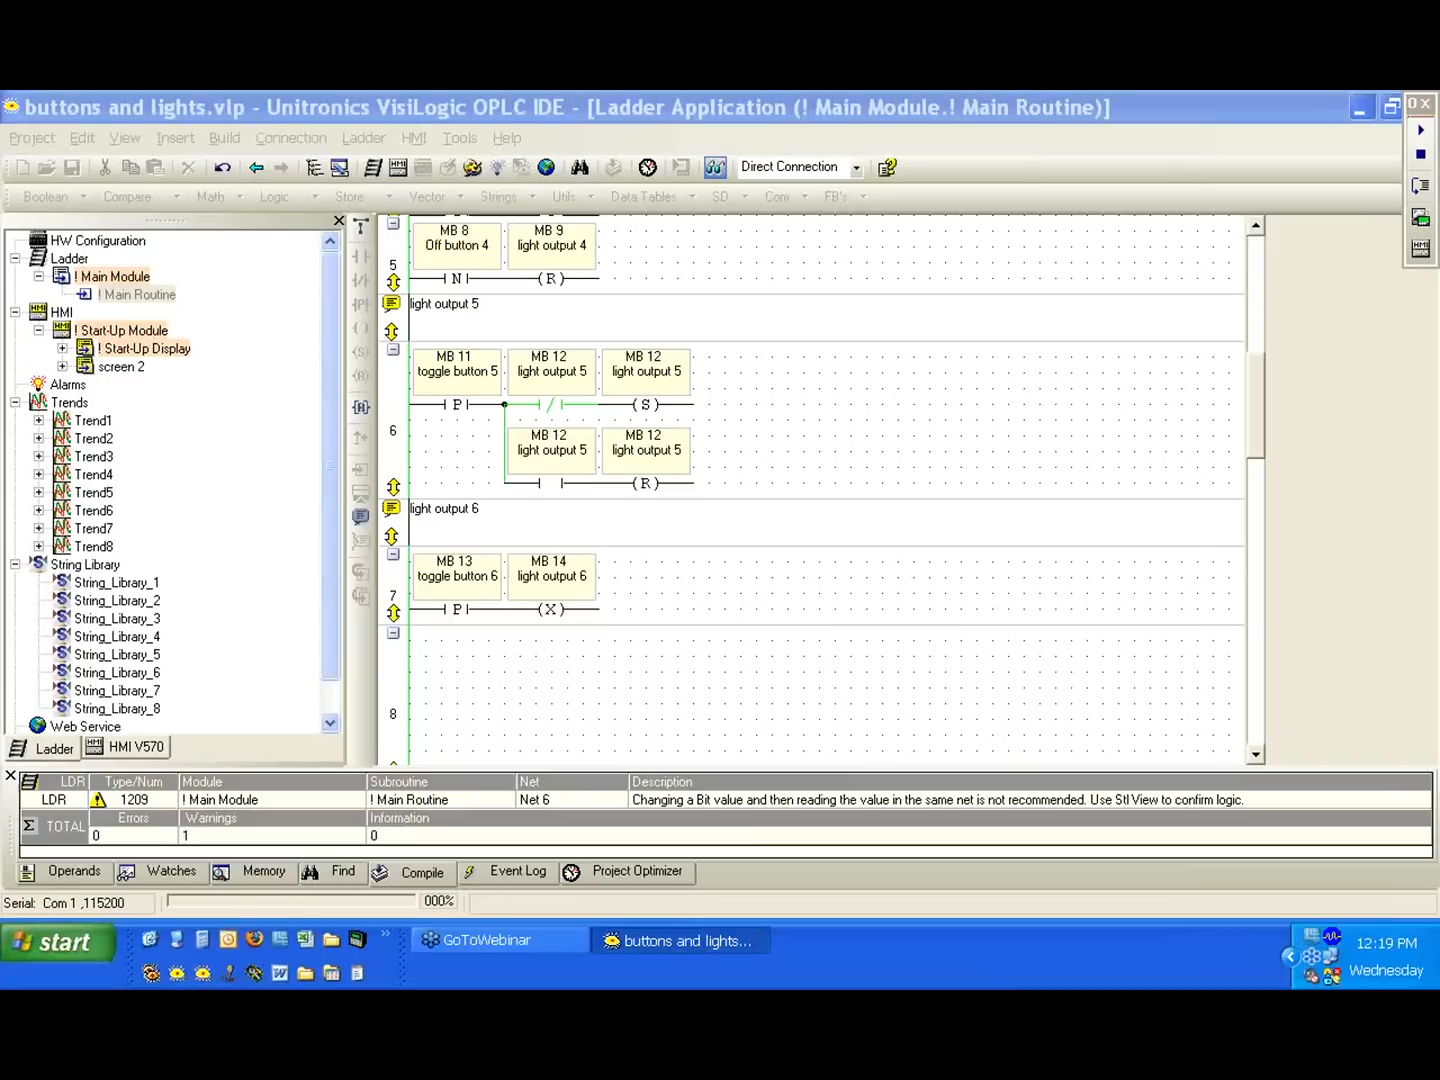 buttons and lights.vlp - Unitronics VisiLogic OPLC IDE - [Ladder Application (! Main Module.! Main Routine)]
Project Edit View Insert Build Connection Ladder HMI Tools Help
Direct Connection
Boolean Compare Math Logic Store Vector Strings Utils Data Tables SD Com FB's
HW Configuration
Ladder
! Main Module
! Main Routine
HMI
! Start-Up Module
! Start-Up Display
screen 2
Alarms
Trends
Trend1
Trend2
Trend3
Trend4
Trend5
Trend6
Trend7
Trend8
String Library
String_Library_1
String_Library_2
String_Library_3
String_Library_4
String_Library_5
String_Library_6
String_Library_7
String_Library_8
Web Service
Ladder HMI V570
MB 8 MB 9
Off button 4 light output 4
5
N (R)
light output 5
MB 11 MB 12 MB 12
toggle button 5 light output 5 light output 5
P / (S)
6
MB 12 MB 12
light output 5 light output 5
(R)
light output 6
MB 13 MB 14
toggle button 6 light output 6
7
P (X)
8
LDR Type/Num Module Subroutine Net Description
LDR 1209 ! Main Module ! Main Routine Net 6 Changing a Bit value and then reading the value in the same net is not recommended. Use Stl View to confirm logic.
Σ TOTAL Errors Warnings Information
0 1 0
Operands Watches Memory Find Compile Event Log Project Optimizer
Serial: Com 1 ,115200 000%
start GoToWebinar buttons and lights... 12:19 PM
Wednesday